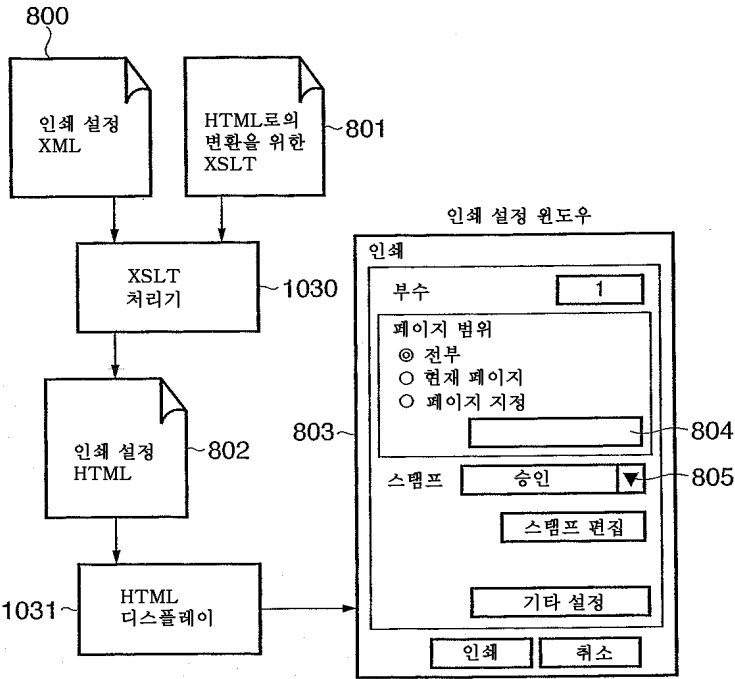 800
인쇄 설정
XML
HTML로의
변환을 위한
XSLT
801
XSLT
처리기
1030
인쇄 설정
HTML
802
HTML
디스플레이
1031
인쇄 설정 윈도우
803
인쇄
부수
1
페이지 범위
전부
현재 페이지
페이지 지정
804
스탬프
승인
805
스탬프 편집
기타 설정
인쇄
취소